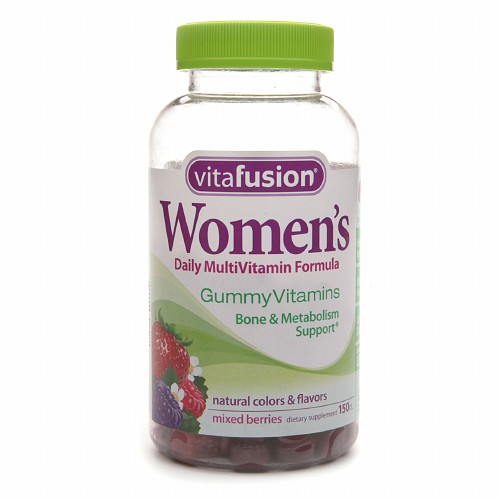 vitafusion®
Women's
Daily MultiVitamin Formula
GummyVitamins
Bone & Metabolism
Support*
natural colors & flavors
mixed berries dietary supplement 150